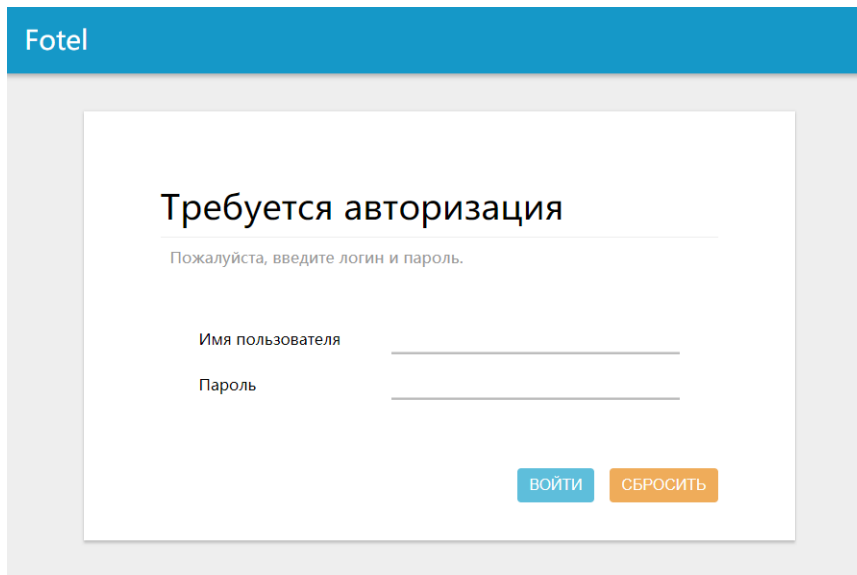 Fotel
Требуется авторизация
Пожалуйста, введите логин и пароль.
Имя пользователя
Пароль
ВОЙТИ СБРОСИТЬ